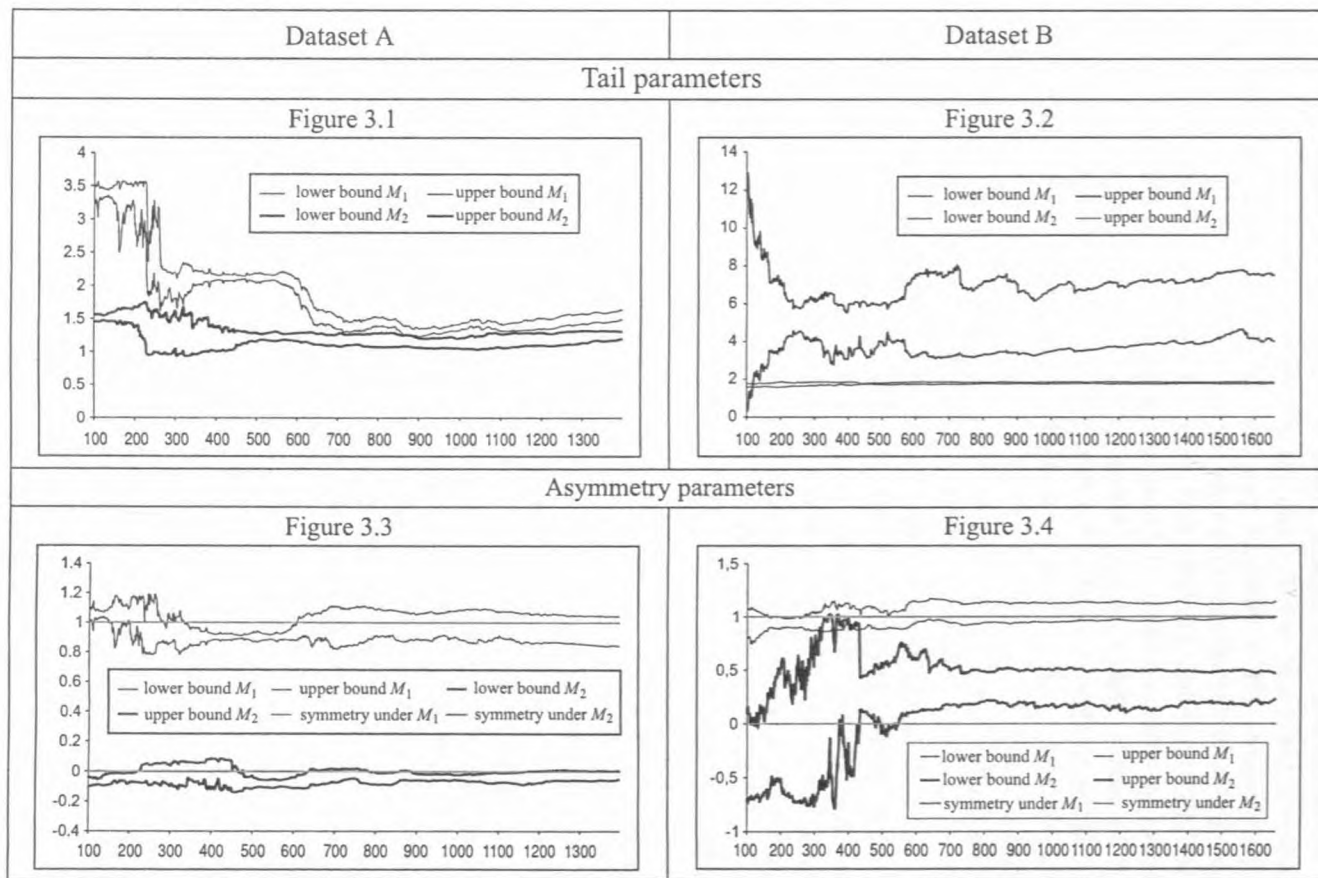 Dataset A
Dataset B
Tail parameters
Figure 3.1
4
3.5
3
2.5
2
1.5
1
0.5
0
lower bound M₁ upper bound M₁
lower bound M₂ upper bound M₂
100 200 300 400 500 600 700 800 900 1000 1100 1200 1300
Figure 3.2
14
12
10
8
6
4
2
0
lower bound M₁ upper bound M₁
lower bound M₂ upper bound M₂
100 200 300 400 500 600 700 800 900 1000 1100 1200 1300 1400 1500 1600
Asymmetry parameters
Figure 3.3
1.4
1.2
1
0.8
0.6
0.4
0.2
0
-0.2
-0.4
lower bound M₁ upper bound M₁ lower bound M₂
upper bound M₂ symmetry under M₁ symmetry under M₂
100 200 300 400 500 600 700 800 900 1000 1100 1200 1300
Figure 3.4
1,5
1
0,5
0
-0,5
-1
lower bound M₁ upper bound M₁
lower bound M₂ upper bound M₂
symmetry under M₁ symmetry under M₂
100 200 300 400 500 600 700 800 900 1000 1100 1200 1300 1400 1500 1600